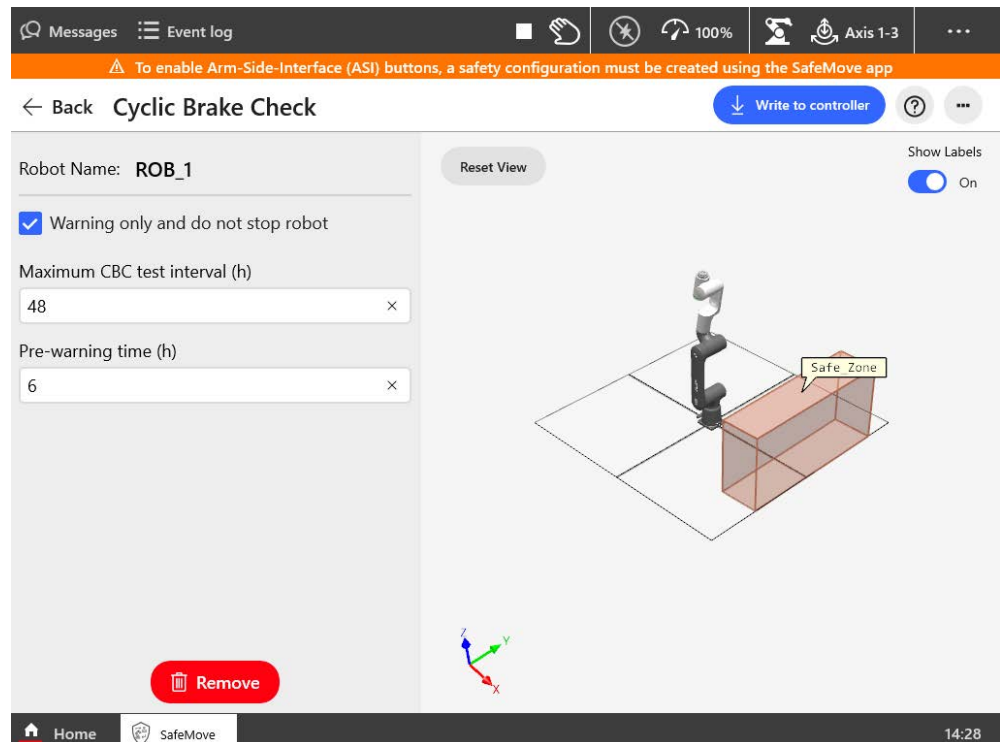 Messages Event log 100% Axis 1-3 ...
To enable Arm-Side-Interface (ASI) buttons, a safety configuration must be created using the SafeMove app
Back Cyclic Brake Check Write to controller ? ...
Robot Name: ROB_1
Warning only and do not stop robot
Maximum CBC test interval (h)
48
Pre-warning time (h)
6
Remove
Reset View
Show Labels
On
Safe_Zone
Z
Y
X
Home SafeMove 14:28